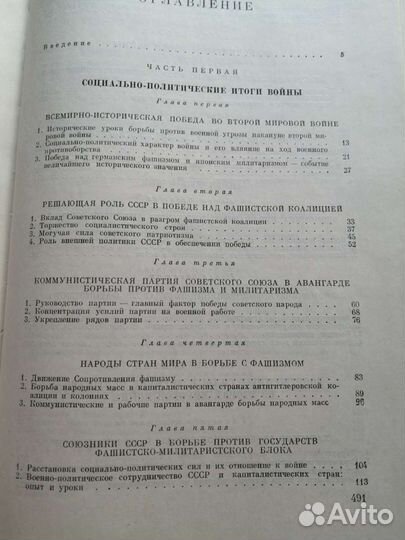 ОГЛАВЛЕНИЕ
Введение 5
ЧАСТЬ ПЕРВАЯ
СОЦИАЛЬНО-ПОЛИТИЧЕСКИЕ ИТОГИ ВОЙНЫ
Глава первая
ВСЕМИРНО-ИСТОРИЧЕСКАЯ ПОБЕДА ВО ВТОРОЙ МИРОВОЙ ВОЙНЕ
1. Исторические уроки борьбы против военной угрозы накануне второй ми-
ровой войны 13
2. Социально-политический характер войны и его влияние на ход военного
противоборства 21
3. Победа над германским фашизмом и японским милитаризмом — событие
величайшего исторического значения 27
Глава вторая
РЕШАЮЩАЯ РОЛЬ СССР В ПОБЕДЕ НАД ФАШИСТСКОЙ КОАЛИЦИЕЙ
1. Вклад Советского Союза в разгром фашистской коалиции 33
2. Торжество социалистического строя 37
3. Могучая сила советского патриотизма 45
4. Роль внешней политики СССР в обеспечении победы 52
Глава третья
КОММУНИСТИЧЕСКАЯ ПАРТИЯ СОВЕТСКОГО СОЮЗА В АВАНГАРДЕ
БОРЬБЫ ПРОТИВ ФАШИЗМА И МИЛИТАРИЗМА
1. Руководство партии — главный фактор победы советского народа 60
2. Концентрация усилий партии на военной работе 68
3. Укрепление рядов партии 76
Глава четвертая
НАРОДЫ СТРАН МИРА В БОРЬБЕ С ФАШИЗМОМ
1. Движение Сопротивления фашизму 83
2. Борьба народных масс в капиталистических странах антигитлеровской ко-
алиции и колониях 89
3. Коммунистические и рабочие партии в авангарде борьбы народных масс 96
Глава пятая
СОЮЗНИКИ СССР В БОРЬБЕ ПРОТИВ ГОСУДАРСТВ
ФАШИСТСКО-МИЛИТАРИСТСКОГО БЛОКА
1. Расстановка социально-политических сил и их отношение к войне 104
2. Военно-политическое сотрудничество СССР и капиталистических стран:
опыт и уроки 113
491
Avito